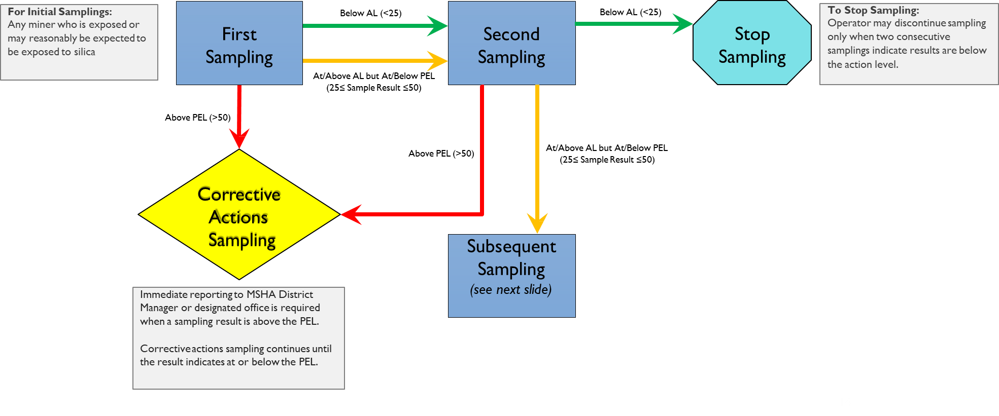 For Initial Samplings:
Any miner who is exposed or
may reasonably be expected to
be exposed to silica
First
Sampling
Below AL (<25)
At/Above AL but At/Below PEL
(25≤ Sample Result ≤50)
Second
Sampling
Below AL (<25)
Stop
Sampling
To Stop Sampling:
Operator may discontinue sampling
only when two consecutive
samplings indicate results are below
the action level.
Above PEL (>50)
Above PEL (>50)
At/Above AL but At/Below PEL
(25≤ Sample Result ≤50)
Corrective
Actions
Sampling
Subsequent
Sampling
(see next slide)
Immediate reporting to MSHA District
Manager or designated office is required
when a sampling result is above the PEL.
Corrective actions sampling continues until
the result indicates at or below the PEL.